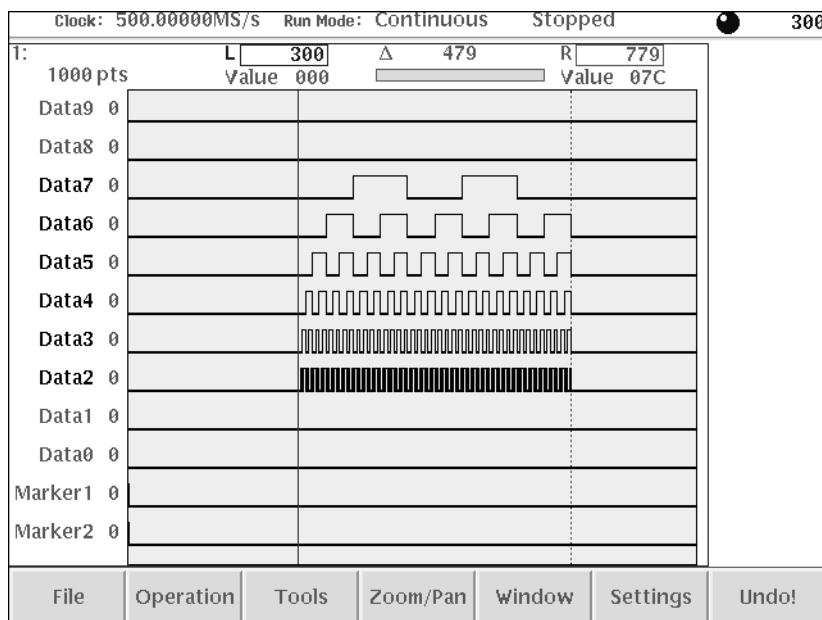 Clock: 500.00000MS/s Run Mode: Continuous Stopped 300
1: L 300 Δ 479 R 779
1000 pts Value 000 Value 07C
Data9 0
Data8 0
Data7 0
Data6 0
Data5 0
Data4 0
Data3 0
Data2 0
Data1 0
Data0 0
Marker1 0
Marker2 0
File Operation Tools Zoom/Pan Window Settings Undo!